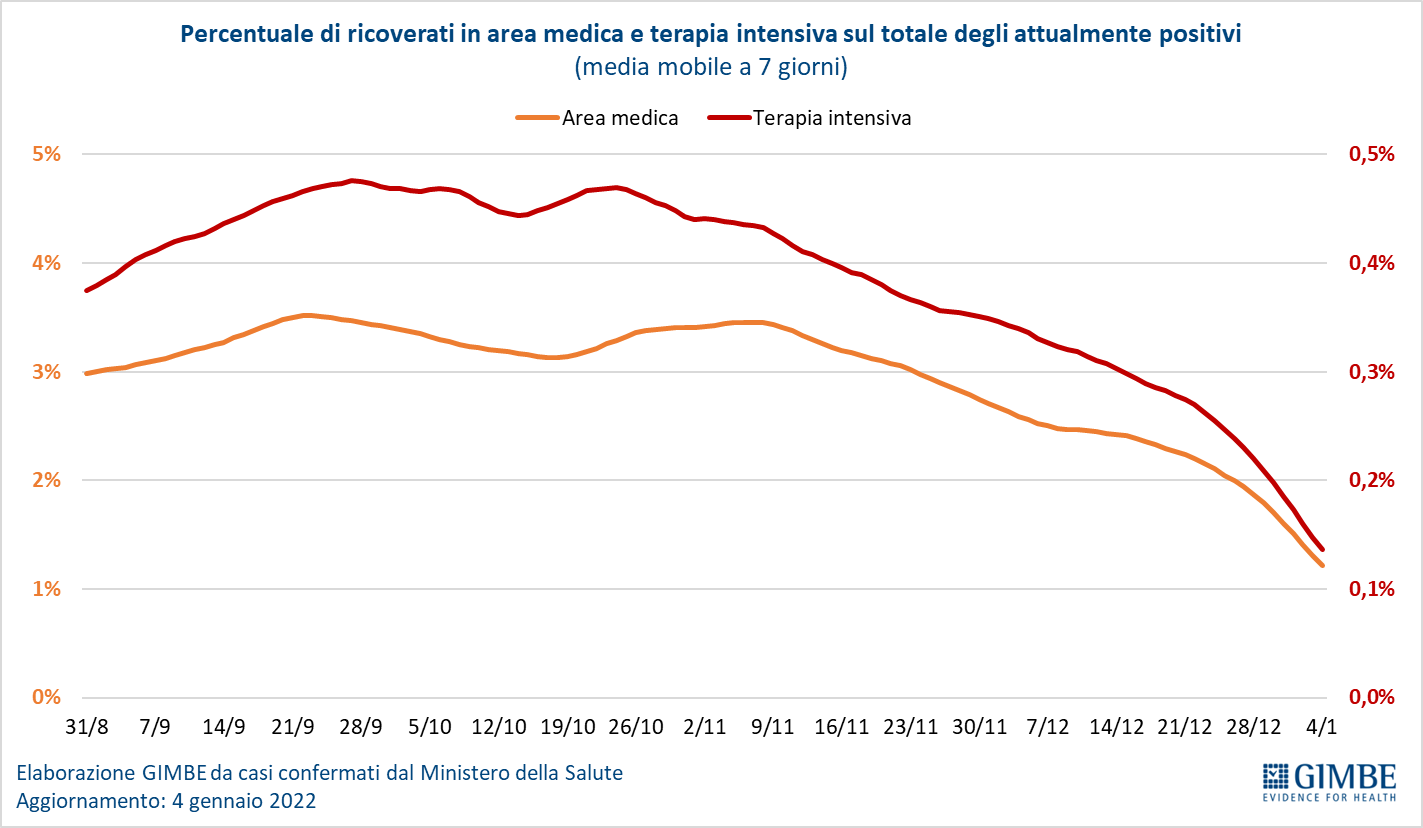 Percentuale di ricoverati in area medica e terapia intensiva sul totale degli attualmente positivi
(media mobile a 7 giorni)
Area medica Terapia intensiva
5% 0,5%
4% 0,4%
3% 0,3%
2% 0,2%
1% 0,1%
0% 0,0%
31/8 7/9 14/9 21/9 28/9 5/10 12/10 19/10 26/10 2/11 9/11 16/11 23/11 30/11 7/12 14/12 21/12 28/12 4/1
Elaborazione GIMBE da casi confermati dal Ministero della Salute
Aggiornamento: 4 gennaio 2022
GIMBE
EVIDENCE FOR HEALTH